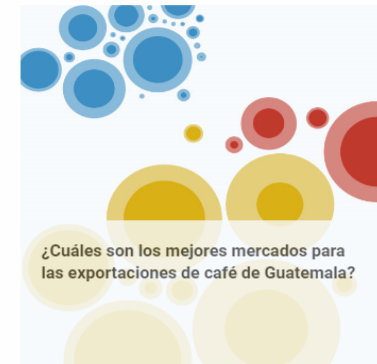 ¿Cuáles son los mejores mercados para
las exportaciones de café de Guatemala?